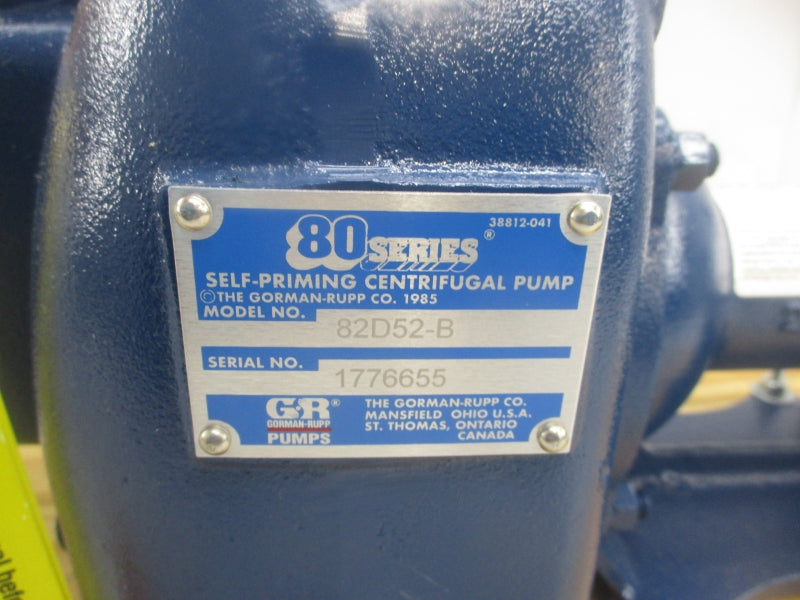 38812-041
80 SERIES®
SELF-PRIMING CENTRIFUGAL PUMP
©THE GORMAN-RUPP CO. 1985
MODEL NO. 82D52-B
SERIAL NO. 1776655
G&R®
GORMAN-RUPP
PUMPS
THE GORMAN-RUPP CO.
MANSFIELD OHIO U.S.A.
ST. THOMAS, ONTARIO
CANADA